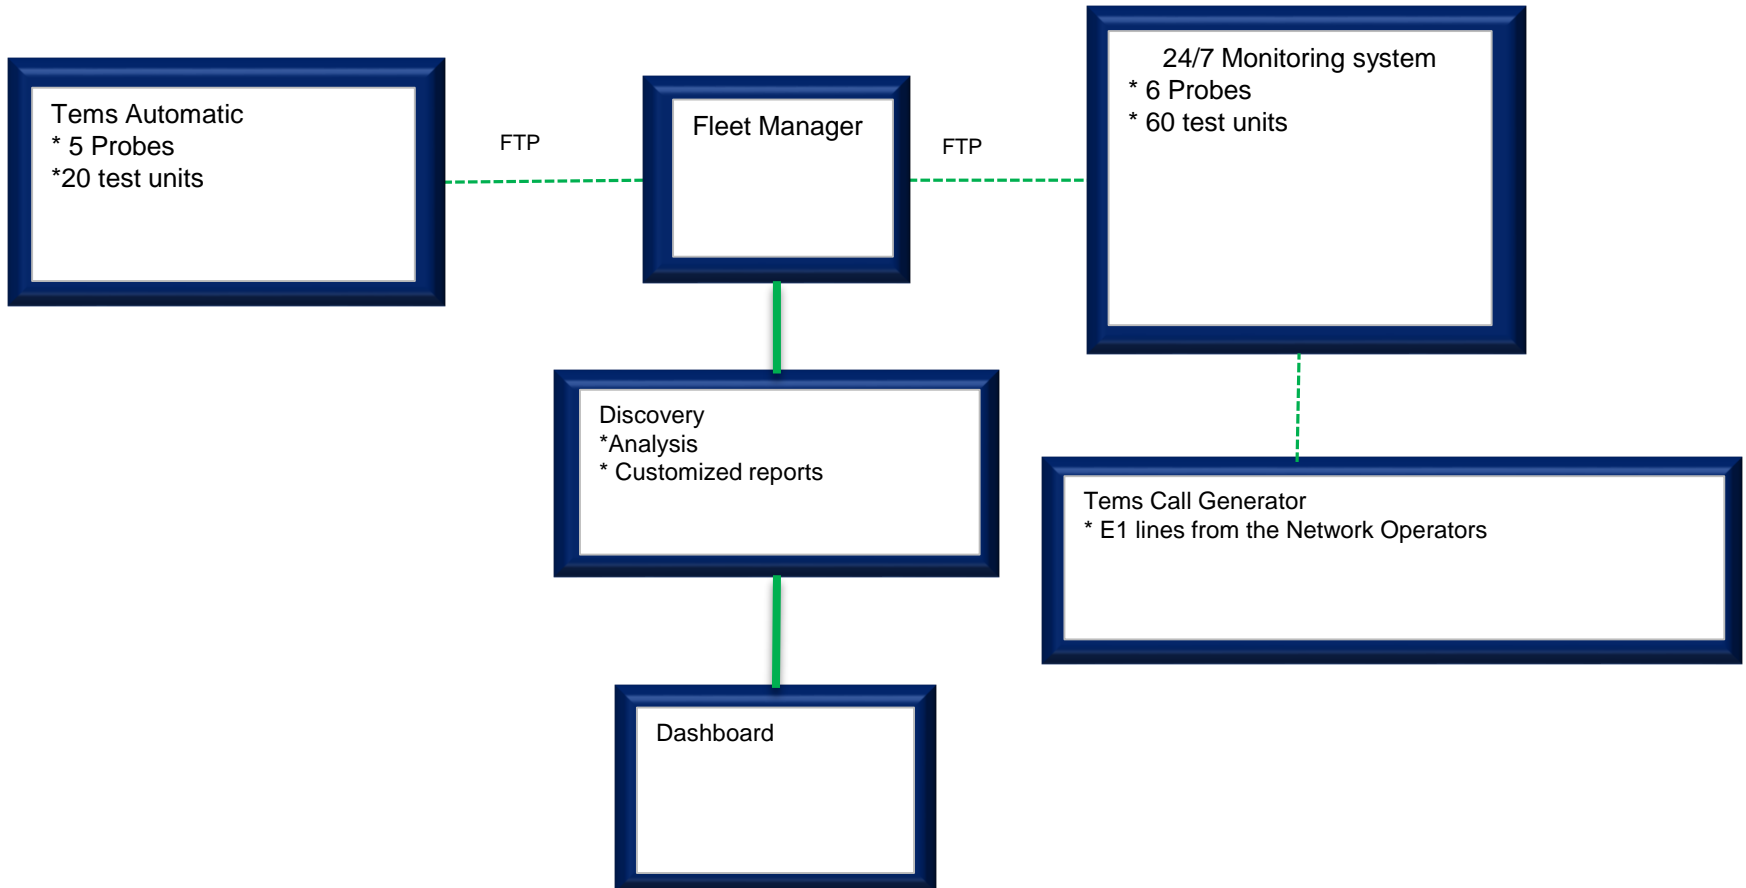 Tems Automatic
* 5 Probes
*20 test units
FTP
Fleet Manager
FTP
24/7 Monitoring system
* 6 Probes
* 60 test units
Discovery
*Analysis
* Customized reports
Tems Call Generator
* E1 lines from the Network Operators
Dashboard